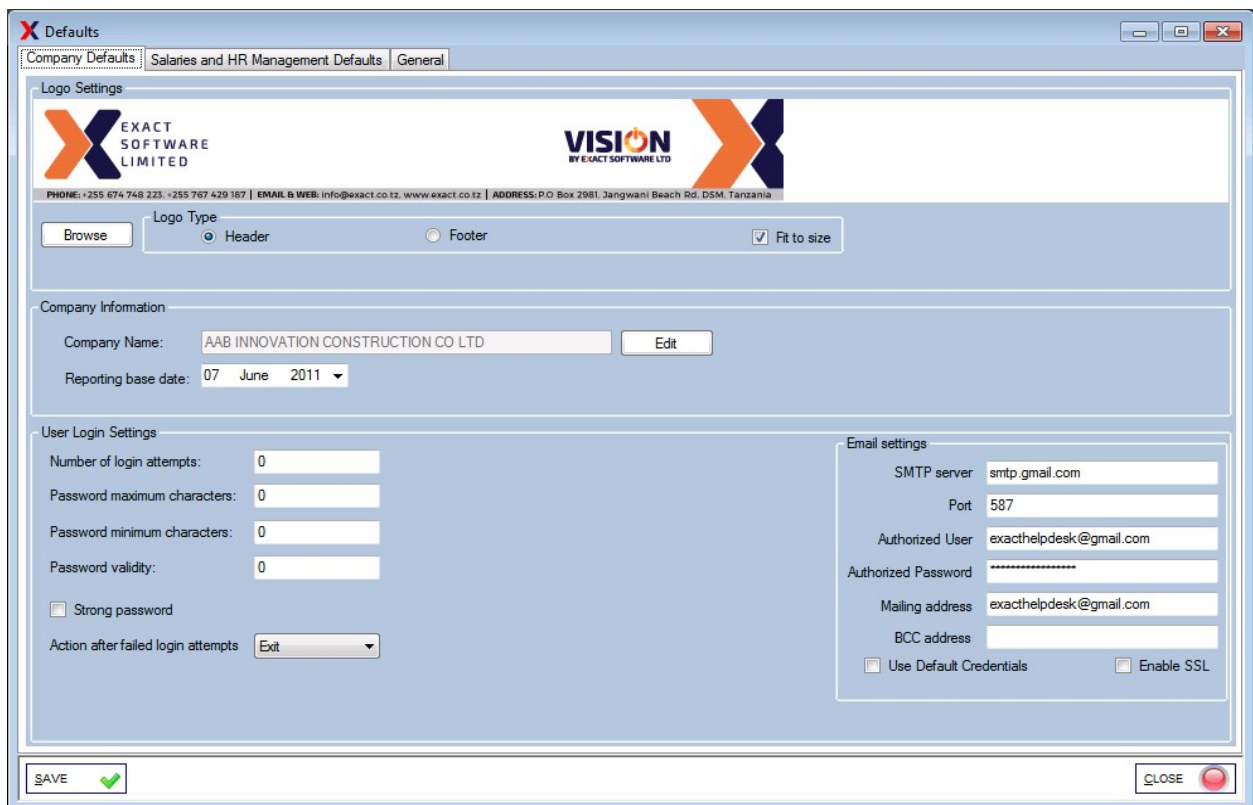 Defaults
Company Defaults Salaries and HR Management Defaults General
Logo Settings
EXACT
SOFTWARE
LIMITED
VISION
BY EXACT SOFTWARE LTD
PHONE: +255 674 748 223, +255 767 429 187 | EMAIL & WEB: info@exact.co.tz, www.exact.co.tz | ADDRESS: P.O Box 2981, Jangwani Beach Rd, DSM, Tanzania
Browse
Logo Type
Header Footer Fit to size
Company Information
Company Name: AAB INNOVATION CONSTRUCTION CO LTD Edit
Reporting base date: 07 June 2011
User Login Settings
Number of login attempts: 0
Password maximum characters: 0
Password minimum characters: 0
Password validity: 0
Strong password
Action after failed login attempts Exit
Email settings
SMTP server smtp.gmail.com
Port 587
Authorized User exacthelpdesk@gmail.com
Authorized Password *****************
Mailing address exacthelpdesk@gmail.com
BCC address
Use Default Credentials Enable SSL
SAVE CLOSE